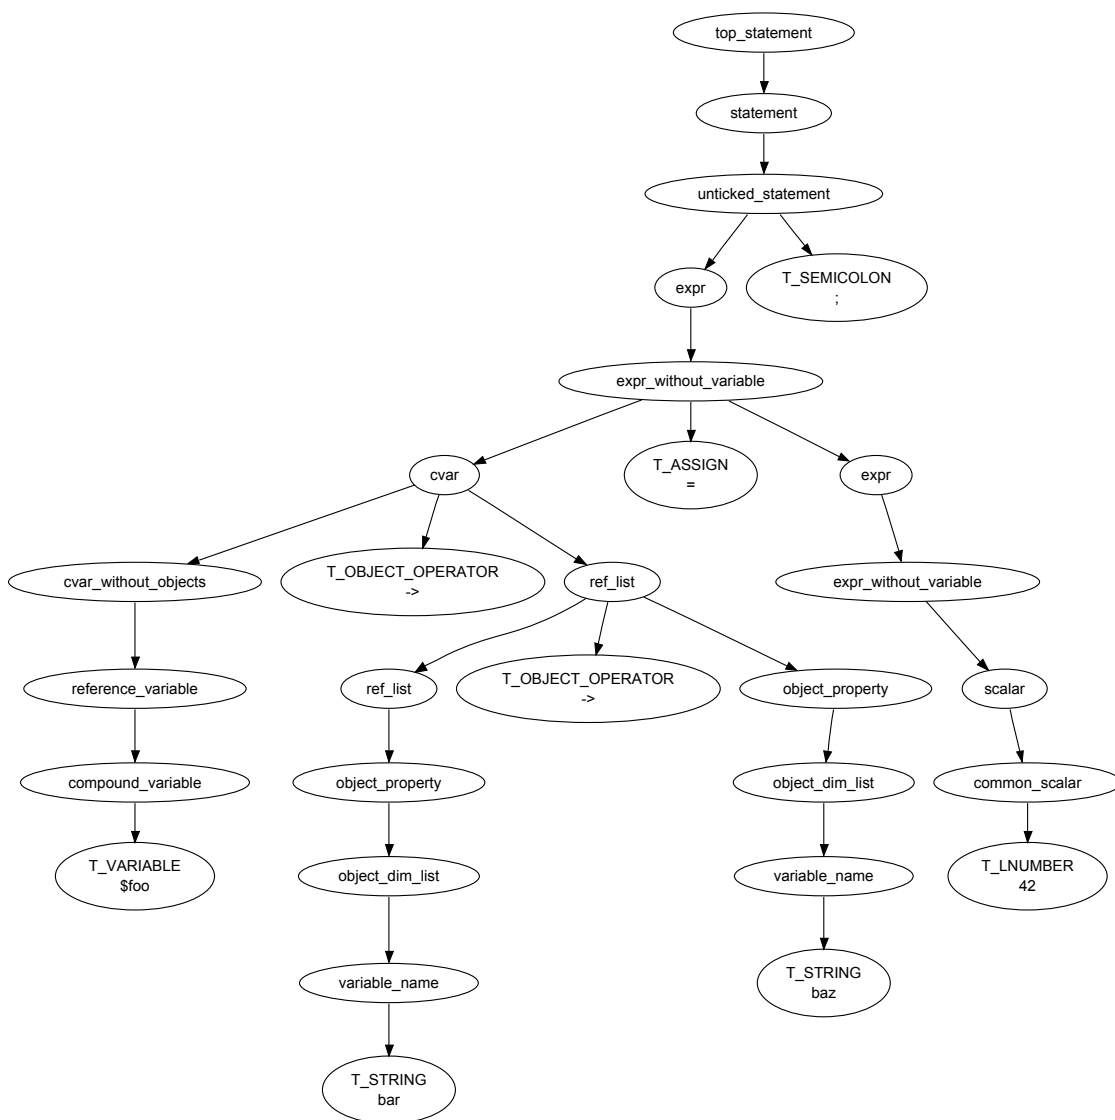 top_statement
statement
unticked_statement
expr
T_SEMICOLON
;
expr_without_variable
cvar
T_ASSIGN
=
expr
cvar_without_objects
T_OBJECT_OPERATOR
->
ref_list
expr_without_variable
reference_variable
ref_list
T_OBJECT_OPERATOR
->
object_property
scalar
compound_variable
object_property
object_dim_list
common_scalar
T_VARIABLE
$foo
object_dim_list
variable_name
T_LNUMBER
42
variable_name
T_STRING
baz
T_STRING
bar